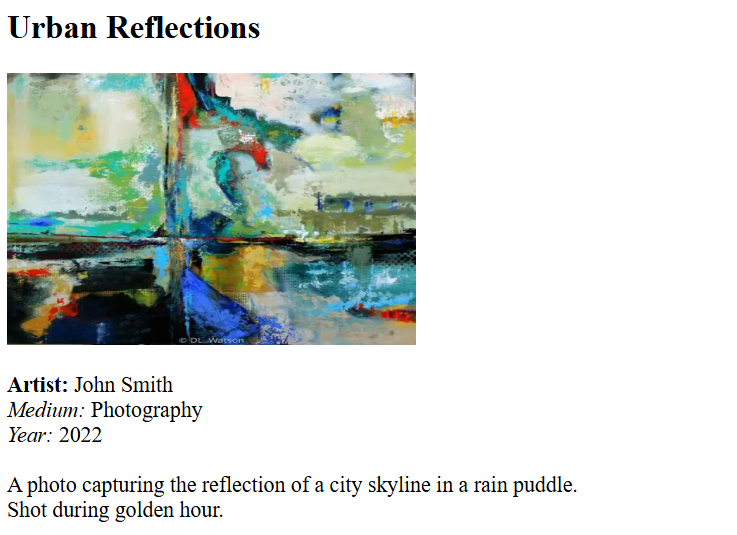 Urban Reflections
© DL Watson
Artist: John Smith
Medium: Photography
Year: 2022
A photo capturing the reflection of a city skyline in a rain puddle.
Shot during golden hour.